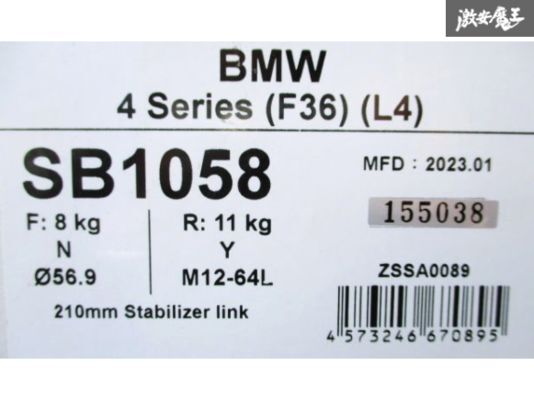 激安魔王
BMW
4 Series (F36) (L4)
SB1058
MFD : 2023.01
155038
F: 8 kg
N
Ø56.9
R: 11 kg
Y
M12-64L
ZSSA0089
210mm Stabilizer link
4 573246 670895